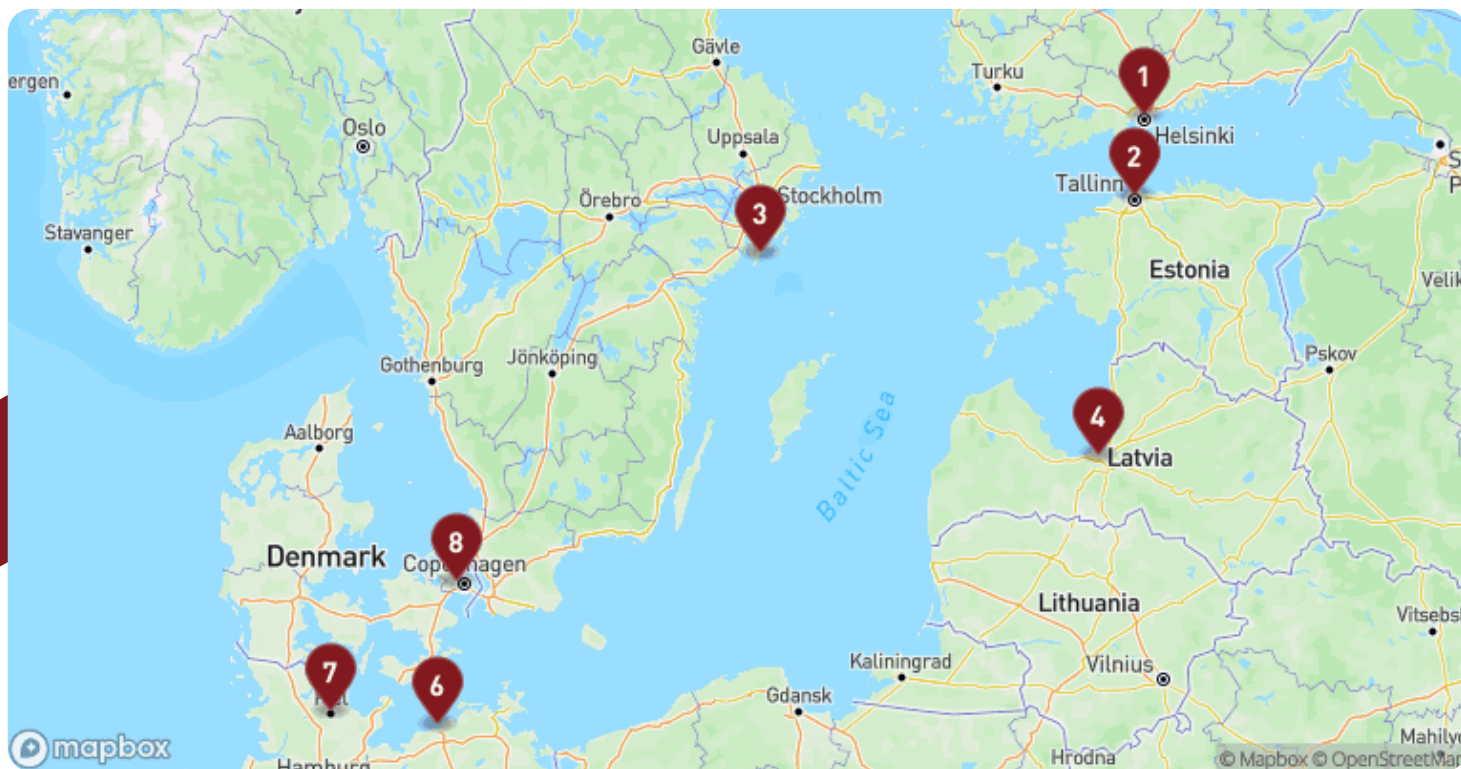 Gävle
Turku
1
ergen
Oslo
Uppsala
2
Helsinki
Tallinn
Stockholm
Örebro
3
Stavanger
Estonia
Velik
Gothenburg
Jönköping
Pskov
Baltic Sea
4
Aalborg
Latvia
8
Denmark
Copenhagen
Lithuania
Vitsebs
7
6
Kaliningrad
Vilnius
Gdansk
mapbox
Hamburg
Hrodna
Mahilyo
© Mapbox © OpenStreetMap